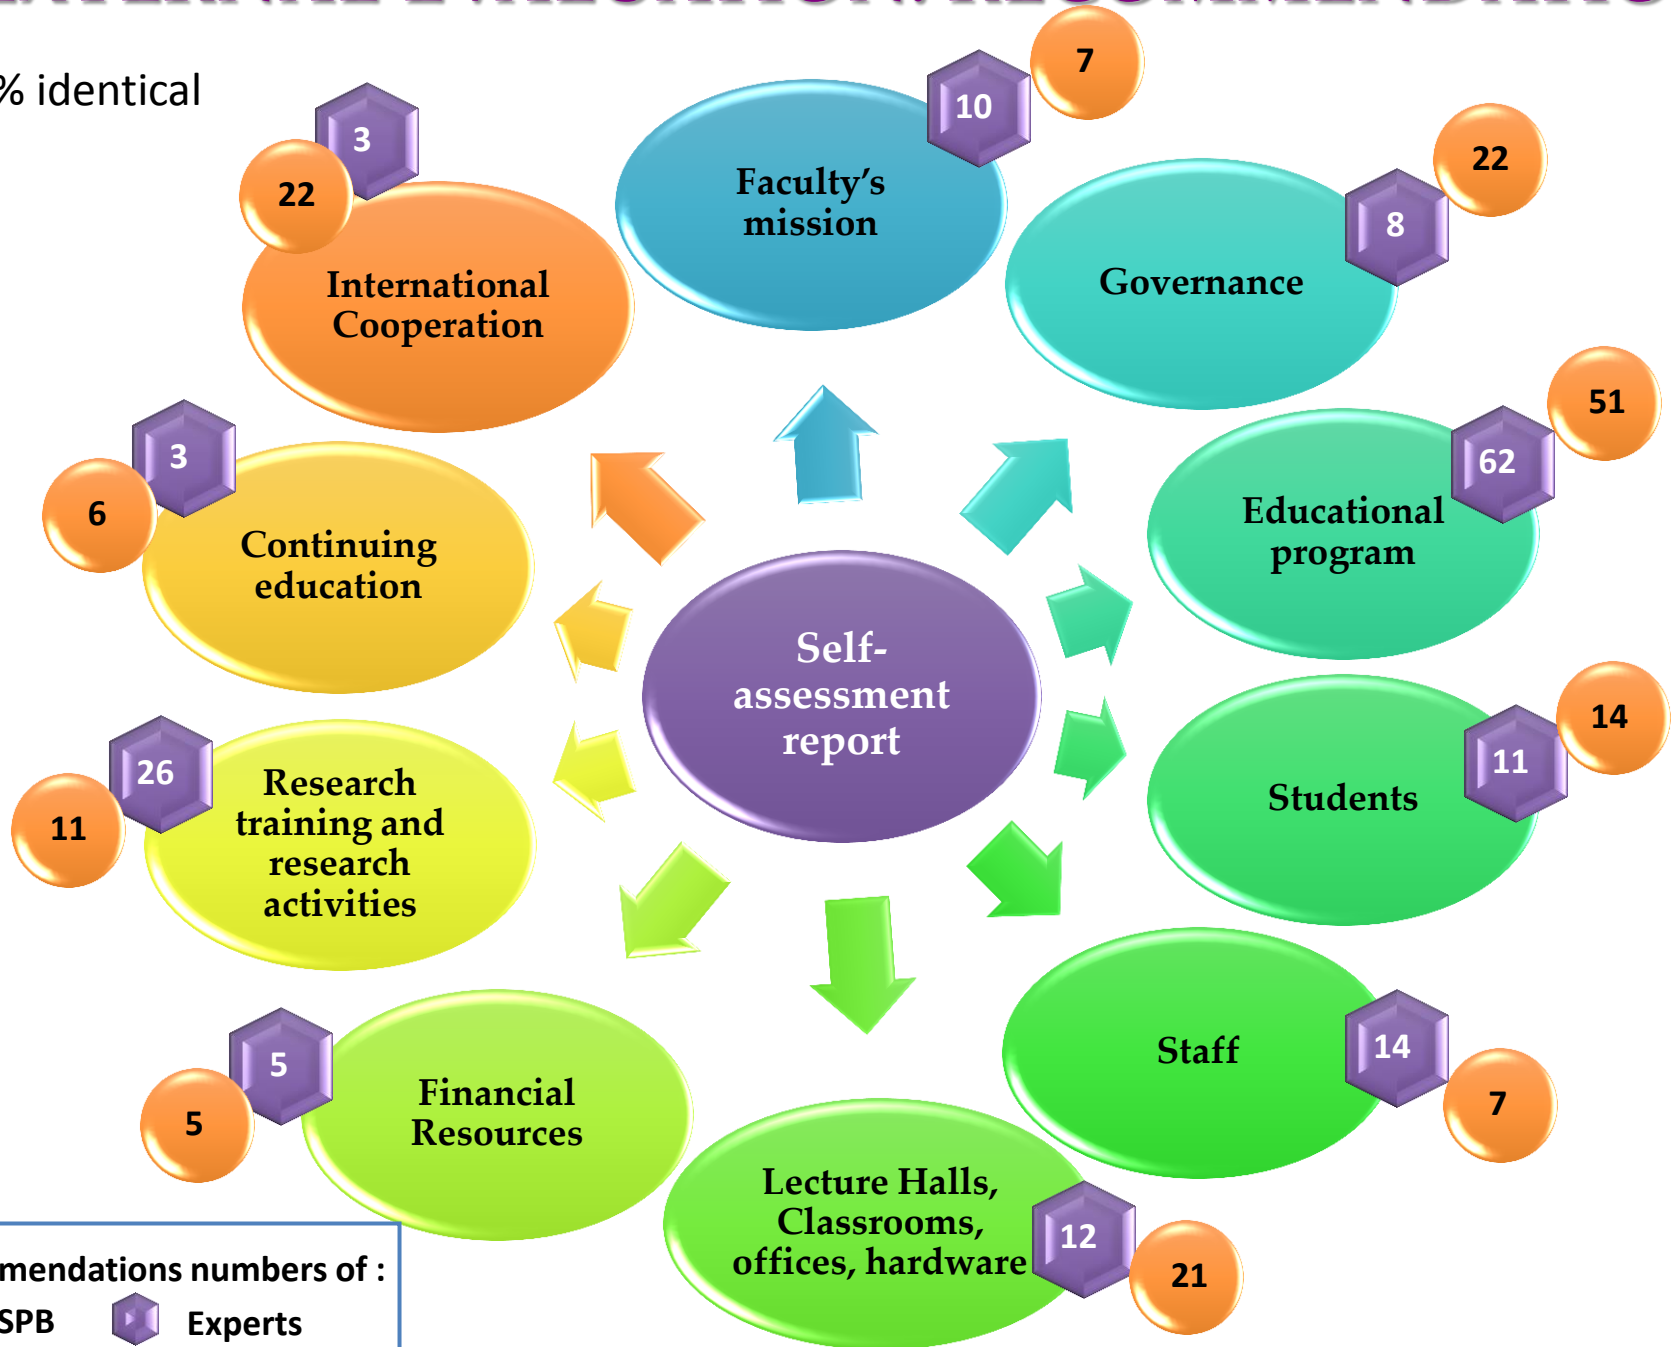 % identical
7
10
3
22
Faculty's
mission
22
8
Governance
International
Cooperation
51
62
Educational
program
3
6
Continuing
education
Self-
assessment
report
14
11
Students
26
11
Research
training and
research
activities
Staff
14
7
5
5
Financial
Resources
Lecture Halls,
Classrooms,
offices, hardware
12
21
mendations numbers of :
SPB Experts